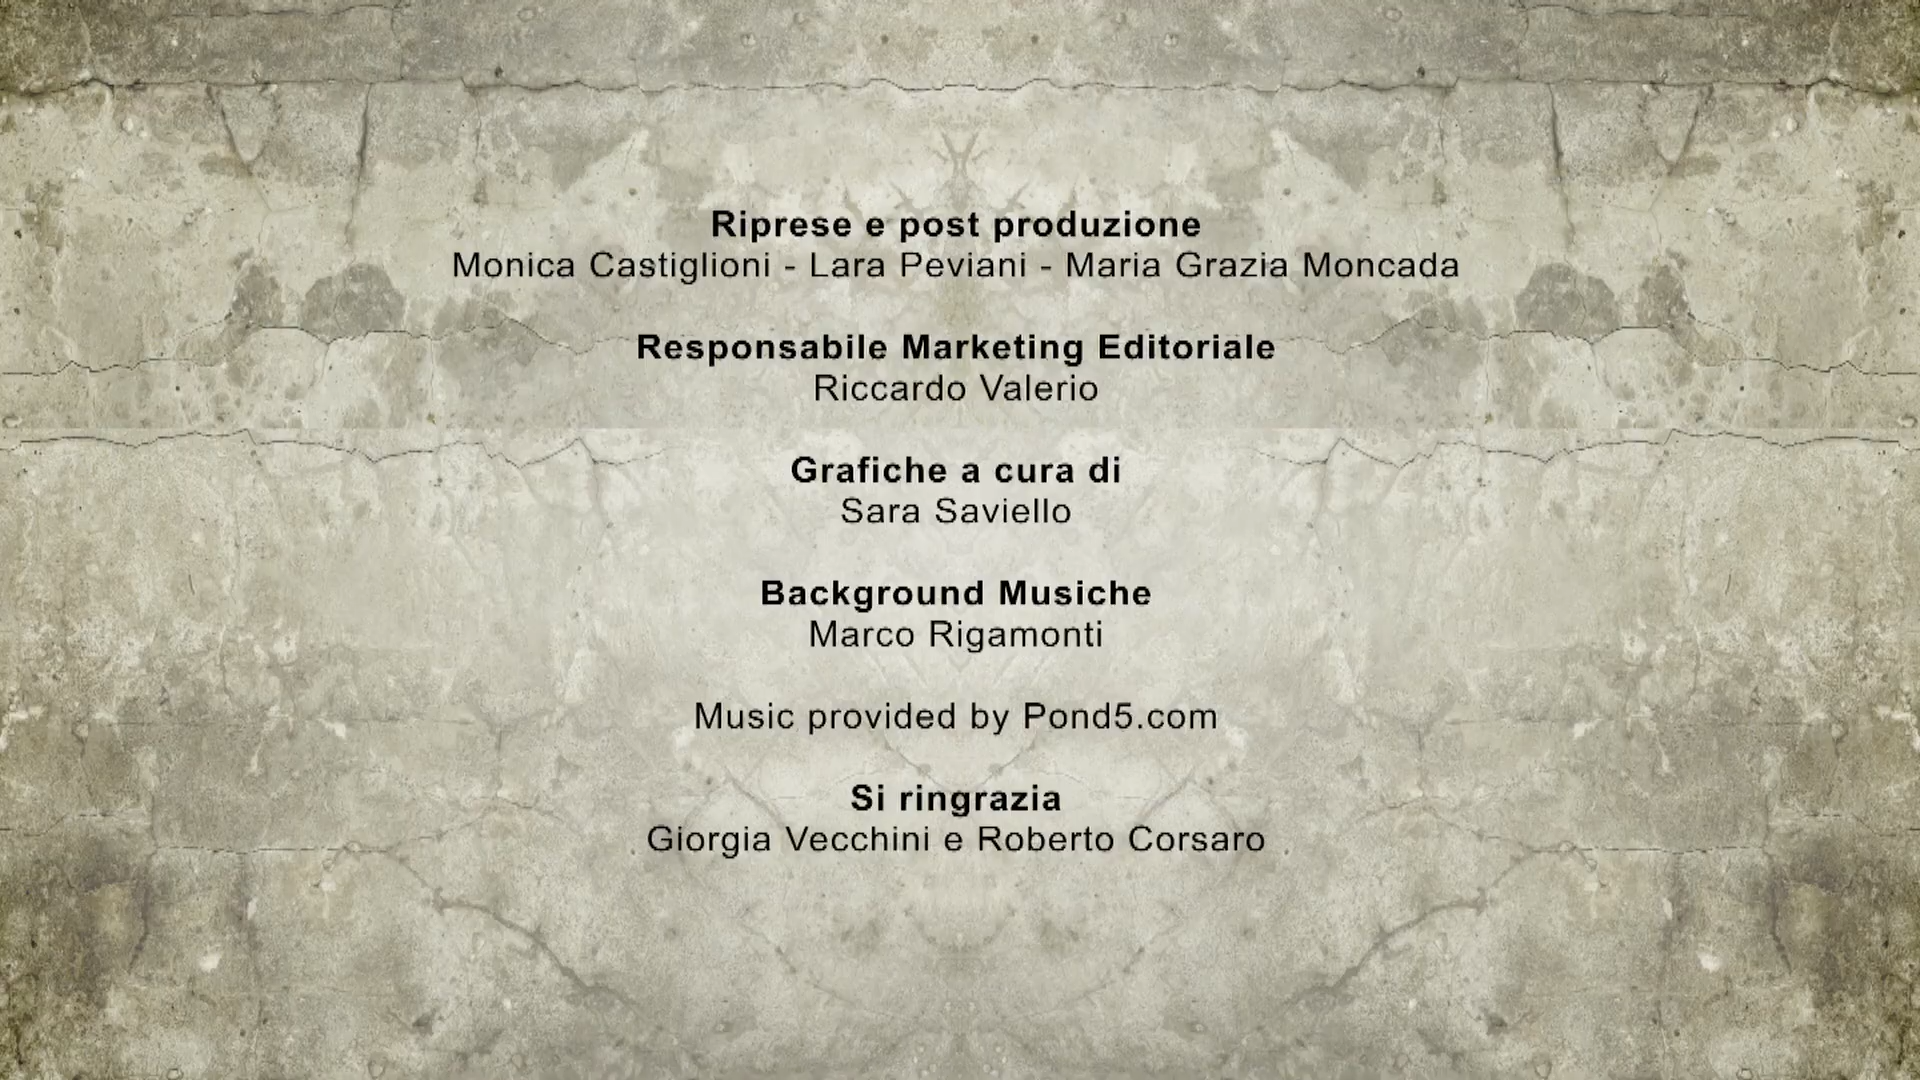 Riprese e post produzione
Monica Castiglioni - Lara Peviani - Maria Grazia Moncada
Responsabile Marketing Editoriale
Riccardo Valerio
Grafiche a cura di
Sara Saviello
Background Musiche
Marco Rigamonti
Music provided by Pond5.com
Si ringrazia
Giorgia Vecchini e Roberto Corsaro